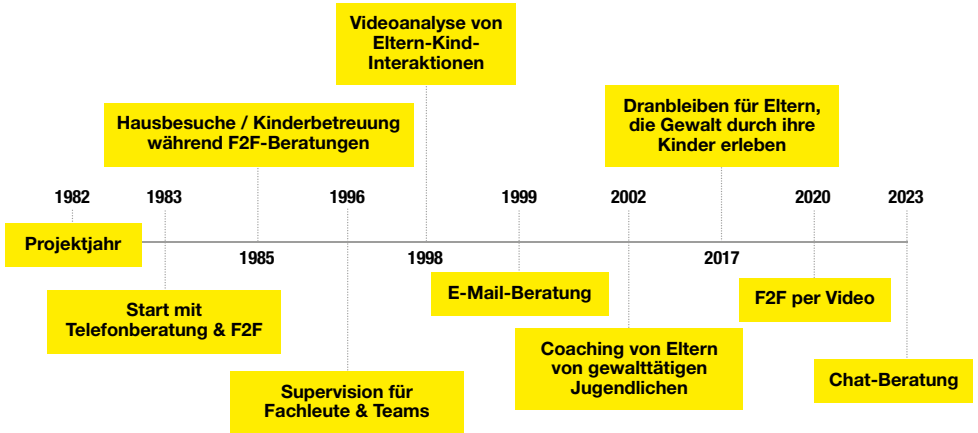 Videoanalyse von
Eltern-Kind-
Interaktionen
Hausbesuche / Kinderbetreuung
während F2F-Beratungen
Dranbleiben für Eltern,
die Gewalt durch ihre
Kinder erleben
1982
1983
1996
1999
2002
2020
2023
Projektjahr
1985
1998
2017
E-Mail-Beratung
F2F per Video
Start mit
Telefonberatung & F2F
Coaching von Eltern
von gewalttätigen
Jugendlichen
Chat-Beratung
Supervision für
Fachleute & Teams